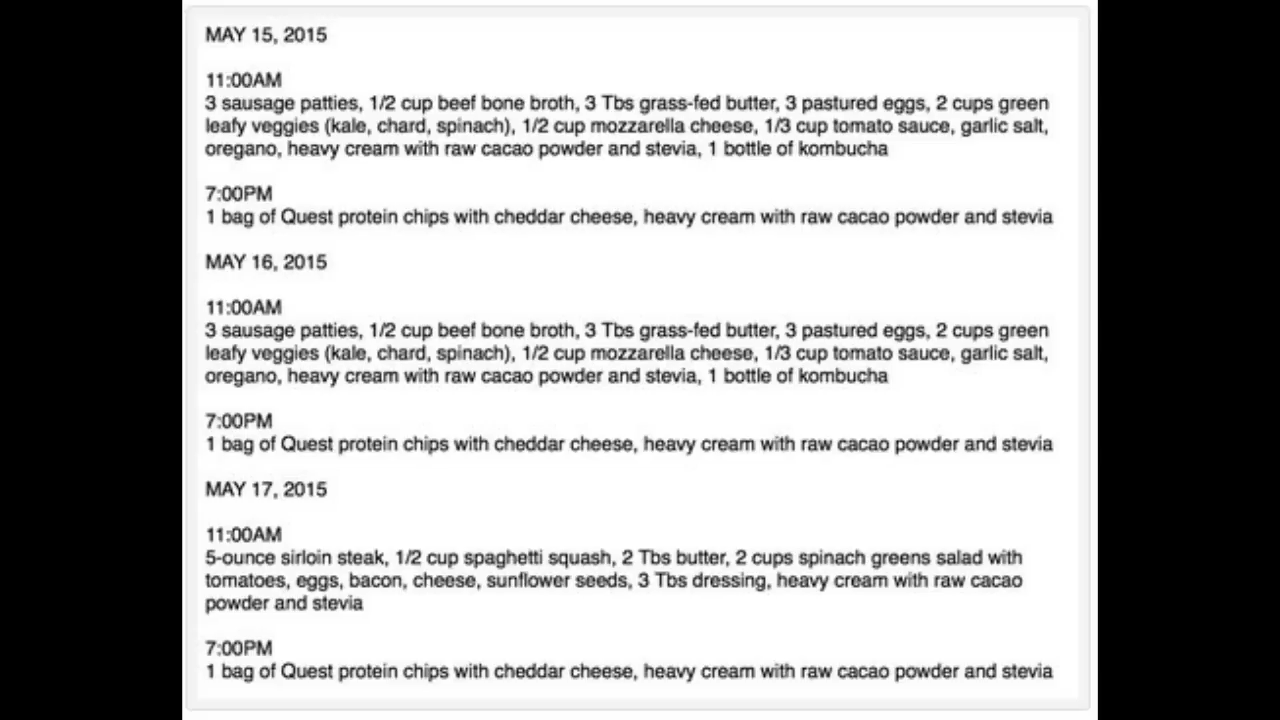 MAY 15, 2015
11:00AM
3 sausage patties, 1/2 cup beef bone broth, 3 Tbs grass-fed butter, 3 pastured eggs, 2 cups green
leafy veggies (kale, chard, spinach), 1/2 cup mozzarella cheese, 1/3 cup tomato sauce, garlic salt,
oregano, heavy cream with raw cacao powder and stevia, 1 bottle of kombucha
7:00PM
1 bag of Quest protein chips with cheddar cheese, heavy cream with raw cacao powder and stevia
MAY 16, 2015
11:00AM
3 sausage patties, 1/2 cup beef bone broth, 3 Tbs grass-fed butter, 3 pastured eggs, 2 cups green
leafy veggies (kale, chard, spinach), 1/2 cup mozzarella cheese, 1/3 cup tomato sauce, garlic salt,
oregano, heavy cream with raw cacao powder and stevia, 1 bottle of kombucha
7:00PM
1 bag of Quest protein chips with cheddar cheese, heavy cream with raw cacao powder and stevia
MAY 17, 2015
11:00AM
5-ounce sirloin steak, 1/2 cup spaghetti squash, 2 Tbs butter, 2 cups spinach greens salad with
tomatoes, eggs, bacon, cheese, sunflower seeds, 3 Tbs dressing, heavy cream with raw cacao
powder and stevia
7:00PM
1 bag of Quest protein chips with cheddar cheese, heavy cream with raw cacao powder and stevia